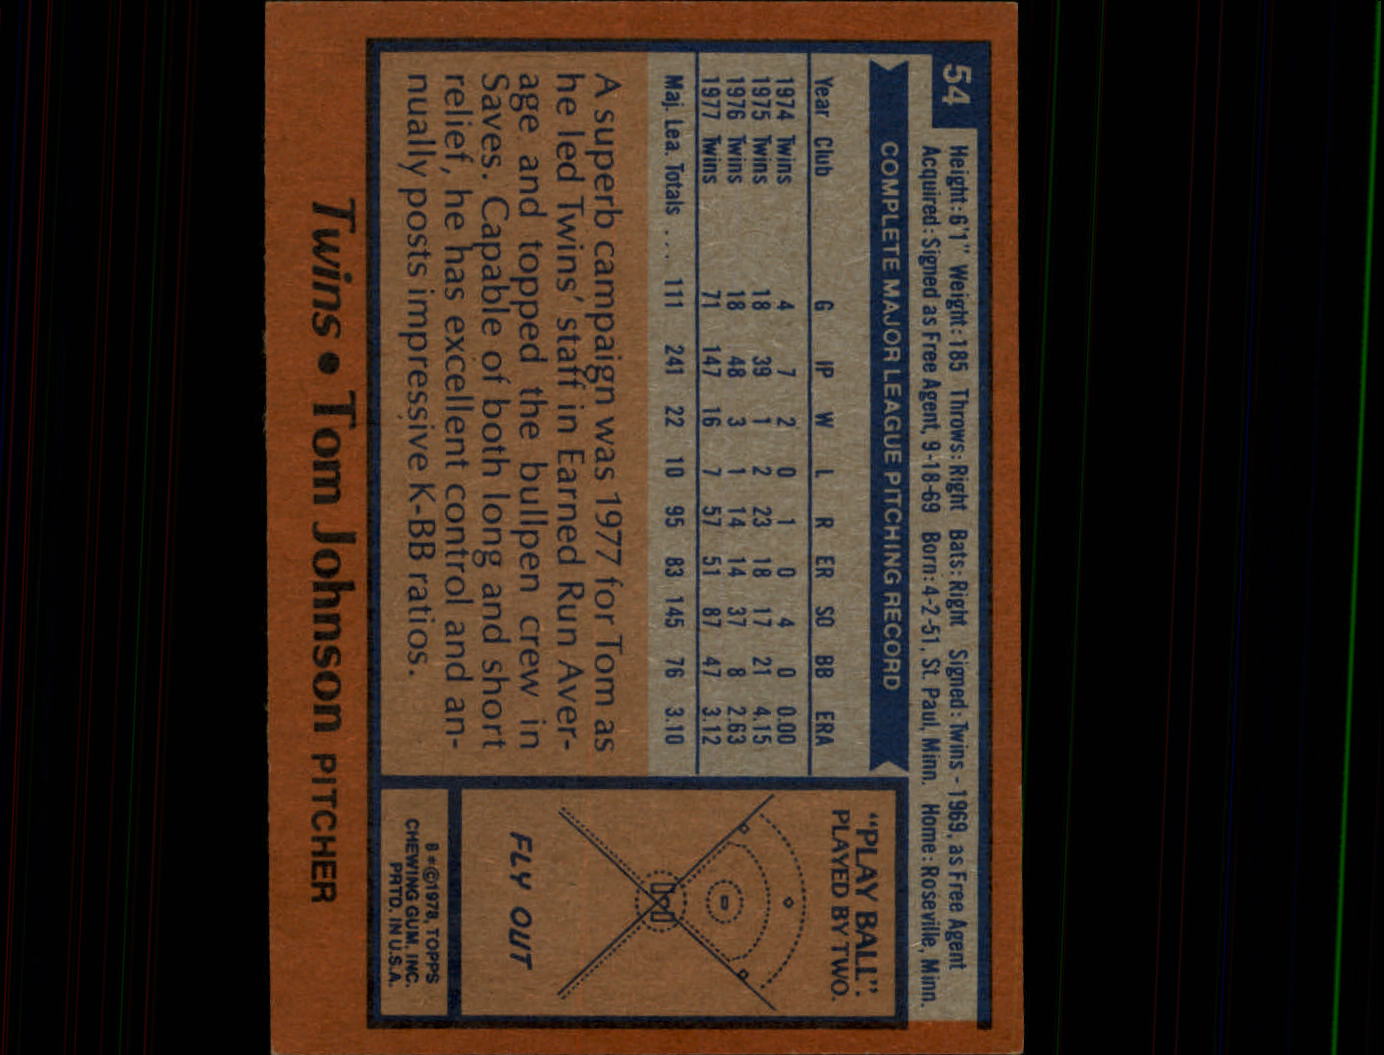 54
Height: 6'1" Weight: 185 Throws: Right Bats: Right Signed: Twins - 1969, as Free Agent
Acquired: Signed as Free Agent, 9-18-69 Born: 4-2-51, St. Paul, Minn. Home: Roseville, Minn.
COMPLETE MAJOR LEAGUE PITCHING RECORD
Year Club G IP W L R ER SO BB ERA
1974 Twins 4 7 2 0 1 0 4 0 0.00
1975 Twins 18 39 1 2 23 18 17 21 4.15
1976 Twins 18 48 3 1 14 14 37 8 2.63
1977 Twins 71 147 16 7 57 51 87 47 3.12
Maj. Lea. Totals .... 111 241 22 10 95 83 145 76 3.10
A superb campaign was 1977 for Tom as
he led Twins' staff in Earned Run Aver-
age and topped the bullpen crew in
Saves. Capable of both long and short
relief, he has excellent control and an-
nually posts impressive K-BB ratios.
"PLAY BALL".
PLAYED BY TWO.
FLY OUT
B*©1978, TOPPS
CHEWING GUM, INC.
PRTD. IN U.S.A.
Twins • Tom Johnson PITCHER